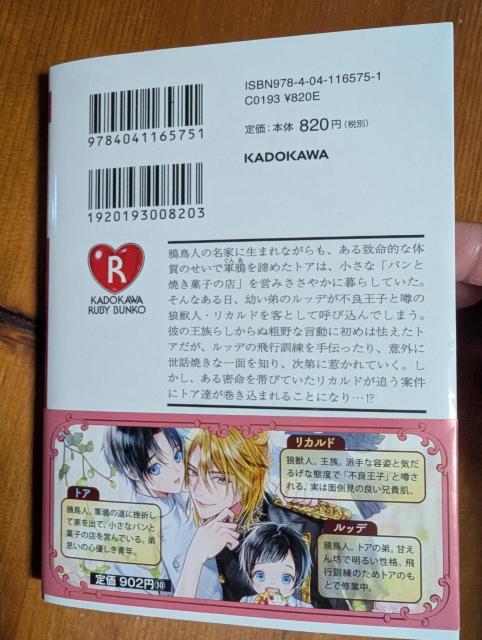 ISBN978-4-04-116575-1
C0193 ¥820E
定価:本体 820円(税別)
KADOKAWA
9784041165751
1920193008203
R
KADOKAWA
RUBY BUNKO
鴉鳥人の名家に生まれながらも、ある致命的な体
質のせいで軍鴉を諦めたトアは、小さな「パンと
ぐんあ
焼き菓子の店」を営みささやかに暮らしていた。
そんなある日、幼い弟のルッデが不良王子と噂の
狼獣人・リカルドを客として呼び込んでしまう。
彼の王族らしからぬ粗野な言動に初めは怯えたト
アだが、ルッデの飛行訓練を手伝ったり、意外に
世話焼きな一面を知り、次第に惹かれていく。し
かし、ある密命を帯びていたリカルドが追う案件
にトア達が巻き込まれることになり…!?
リカルド
狼獣人。王族。派手な容姿と気だ
るげな態度で「不良王子」と噂さ
れる。実は面倒見の良い兄貴肌。
トア
鴉鳥人。軍鴉の道に挫折し
て家を出て、小さなパンと
菓子の店を営んでいる。弟
思いの心優しき青年。
ルッデ
鴉鳥人。トアの弟。甘えん
坊で明るい性格。飛
行訓練のためトアのも
とで修業中。
定価 902円⑩